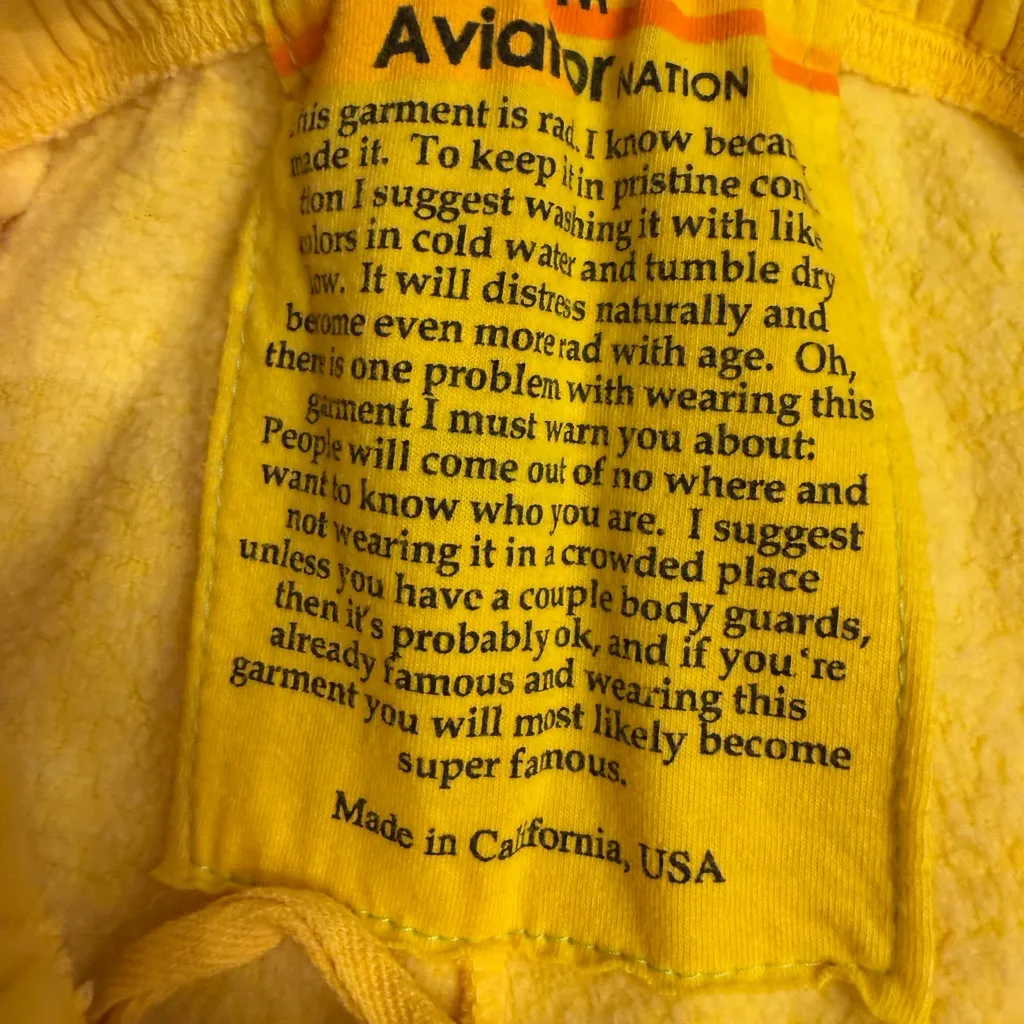 M
Aviator NATION
This garment is rad. I know becau
made it. To keep it in pristine con
tion I suggest washing it with like
colors in cold water and tumble dry
low. It will distress naturally and
become even more rad with age. Oh,
there is one problem with wearing this
garment I must warn you about:
People will come out of no where and
want to know who you are. I suggest
not wearing it in a crowded place
unless you have a couple body guards,
then it's probably ok, and if you're
already famous and wearing this
garment you will most likely become
super famous.
Made in California, USA